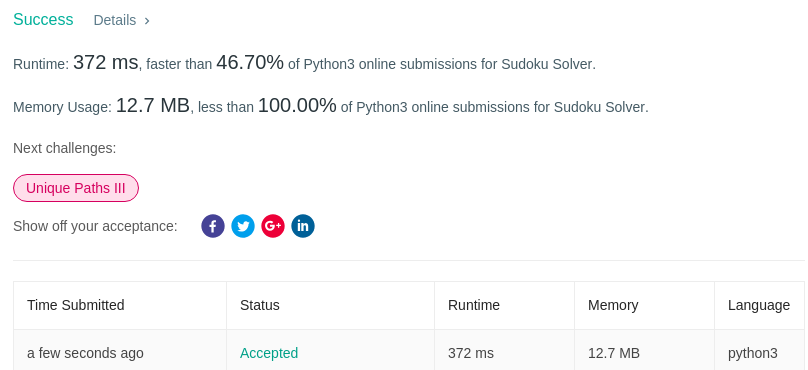 Success Details ›
Runtime: 372 ms, faster than 46.70% of Python3 online submissions for Sudoku Solver.
Memory Usage: 12.7 MB, less than 100.00% of Python3 online submissions for Sudoku Solver.
Next challenges:
Unique Paths III
Show off your acceptance: f G+ in
Time Submitted Status Runtime Memory Language
a few seconds ago Accepted 372 ms 12.7 MB python3